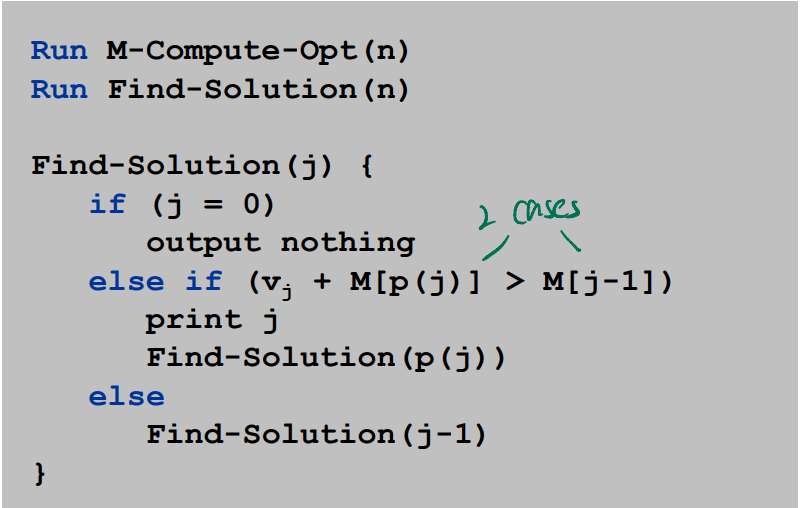 Run M-Compute-Opt(n)
Run Find-Solution(n)
Find-Solution(j) {
if (j = 0)
2 cases
output nothing
else if (vj + M[p(j)] > M[j-1])
print j
Find-Solution(p(j))
else
Find-Solution(j-1)
}